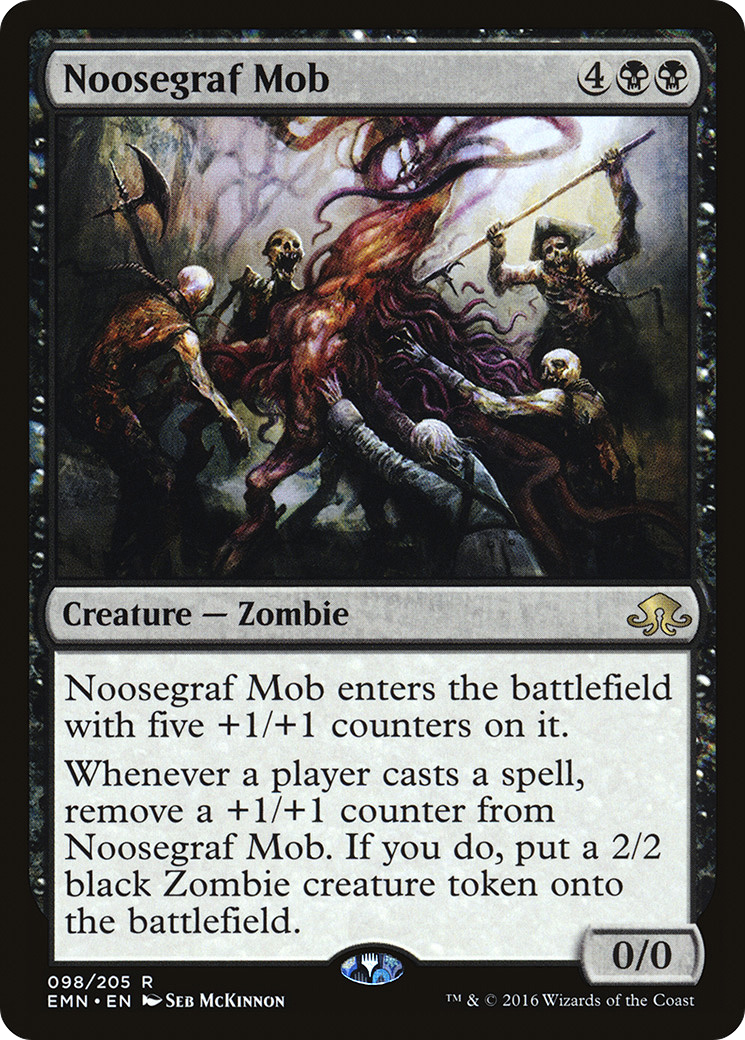 Noosegraf Mob 4
Creature — Zombie
Noosegraf Mob enters the battlefield
with five +1/+1 counters on it.
Whenever a player casts a spell,
remove a +1/+1 counter from
Noosegraf Mob. If you do, put a 2/2
black Zombie creature token onto
the battlefield.
0/0
098/205 R
EMN • EN Seb McKinnon
™ & © 2016 Wizards of the Coast